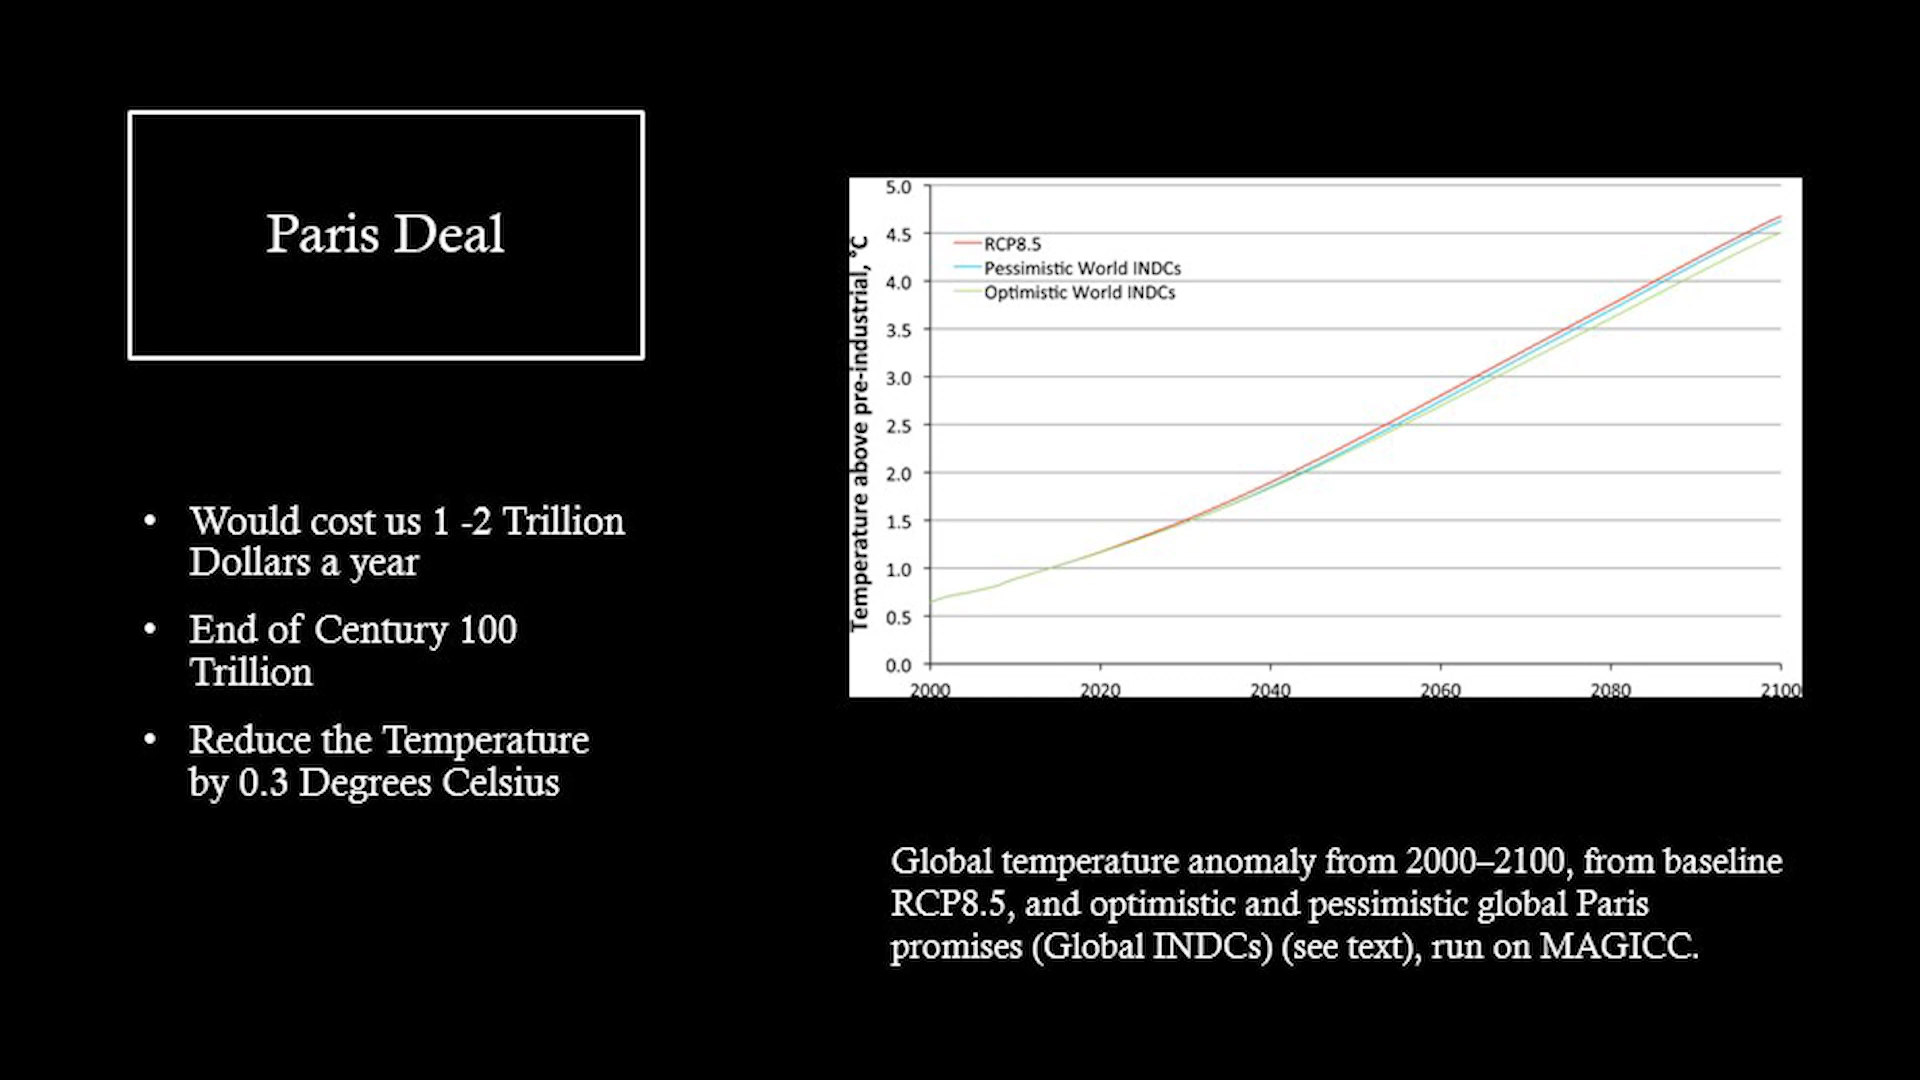 Paris Deal
• Would cost us 1 -2 Trillion
Dollars a year
• End of Century 100
Trillion
• Reduce the Temperature
by 0.3 Degrees Celsius
Temperature above pre-industrial, °C
5.0
4.5
4.0
3.5
3.0
2.5
2.0
1.5
1.0
0.5
0.0
RCP8.5
Pessimistic World INDCs
Optimistic World INDCs
2000 2020 2040 2060 2080 2100
Global temperature anomaly from 2000–2100, from baseline
RCP8.5, and optimistic and pessimistic global Paris
promises (Global INDCs) (see text), run on MAGICC.